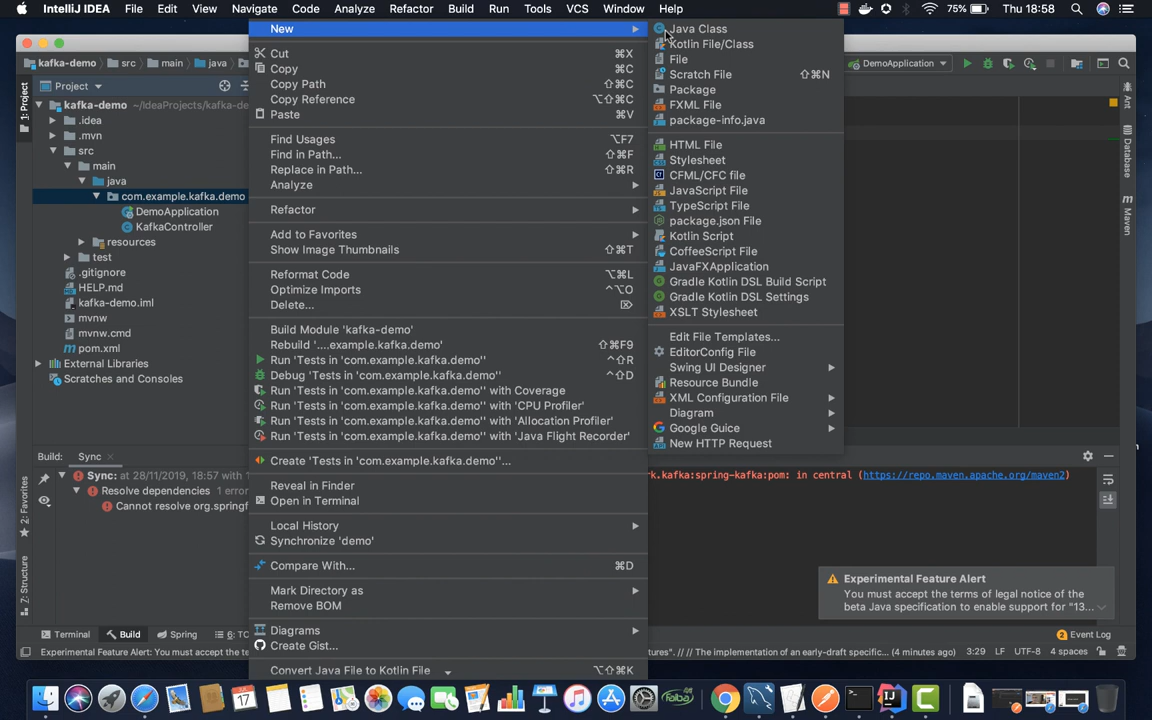 IntelliJ IDEA File Edit View Navigate Code Analyze Refactor Build Run Tools VCS Window Help 75% Thu 18:58
kafka-demo src main java
DemoApplication
1: Project
Project
kafka-demo ~/IdeaProjects/kafka-de
.idea
.mvn
src
main
java
com.example.kafka.demo
DemoApplication
KafkaController
resources
test
.gitignore
HELP.md
kafka-demo.iml
mvnw
mvnw.cmd
pom.xml
External Libraries
Scratches and Consoles
New
Cut ⌘X
Copy ⌘C
Copy Path ⇧⌘C
Copy Reference ⌥⇧⌘C
Paste ⌘V
Find Usages ⌥F7
Find in Path... ⇧⌘F
Replace in Path... ⇧⌘R
Analyze
Refactor
Add to Favorites
Show Image Thumbnails ⇧⌘T
Reformat Code ⌥⌘L
Optimize Imports ^⌥O
Delete... ⌦
Build Module 'kafka-demo'
Rebuild '....example.kafka.demo' ⇧⌘F9
Run 'Tests in 'com.example.kafka.demo'' ^⇧R
Debug 'Tests in 'com.example.kafka.demo'' ^⇧D
Run 'Tests in 'com.example.kafka.demo'' with Coverage
Run 'Tests in 'com.example.kafka.demo'' with 'CPU Profiler'
Run 'Tests in 'com.example.kafka.demo'' with 'Allocation Profiler'
Run 'Tests in 'com.example.kafka.demo'' with 'Java Flight Recorder'
Create 'Tests in 'com.example.kafka.demo''...
Reveal in Finder
Open in Terminal
Local History
Synchronize 'demo'
Compare With... ⌘D
Mark Directory as
Remove BOM
Diagrams
Create Gist...
Convert Java File to Kotlin File ⌥⇧⌘K
Java Class
Kotlin File/Class
File
Scratch File ⇧⌘N
Package
FXML File
package-info.java
HTML File
Stylesheet
CFML/CFC file
JavaScript File
TypeScript File
package.json File
Kotlin Script
CoffeeScript File
JavaFXApplication
Gradle Kotlin DSL Build Script
Gradle Kotlin DSL Settings
XSLT Stylesheet
Edit File Templates...
EditorConfig File
Swing UI Designer
Resource Bundle
XML Configuration File
Diagram
Google Guice
New HTTP Request
Ant
Database
m Maven
Build: Sync
Sync: at 28/11/2019, 18:57 with 1
Resolve dependencies 1 error
Cannot resolve org.springf
rk.kafka:spring-kafka:pom: in central (https://repo.maven.apache.org/maven2)
2: Favorites
7: Structure
Experimental Feature Alert
You must accept the terms of legal notice of the
beta Java specification to enable support for "13...
Terminal Build Spring 6: TO
2 Event Log
Experimental Feature Alert: You must accept the te
tures". // // The implementation of an early-draft specific... (4 minutes ago) 3:29 LF UTF-8 4 spaces
17
falba